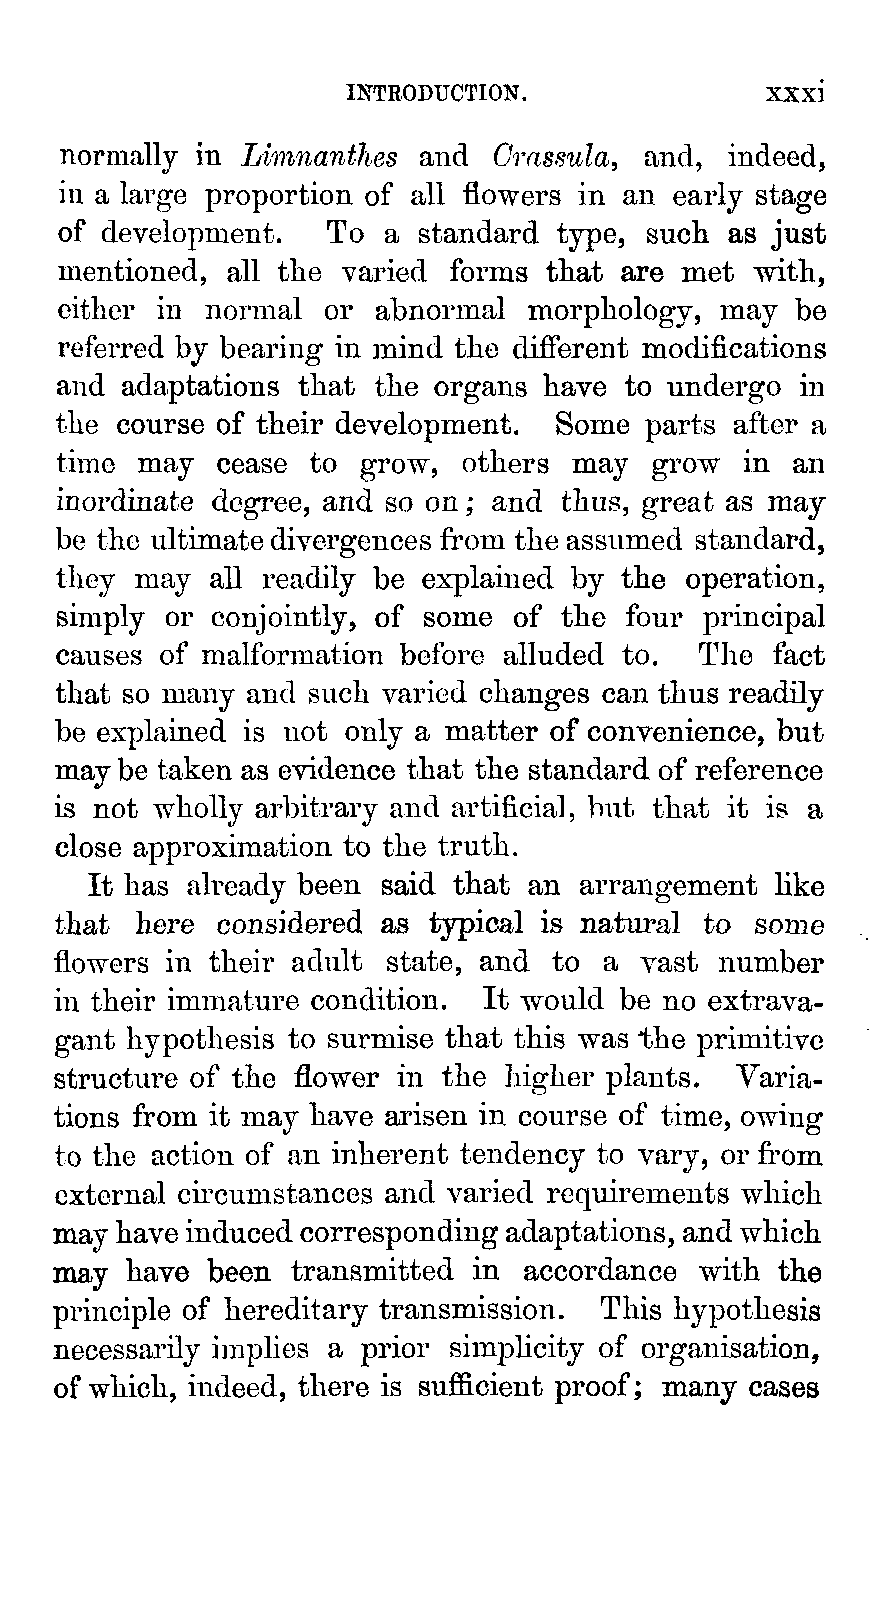 INTRODUCTION. xxxi
normally in Limnanthes and Crassula, and, indeed,
in a large proportion of all flowers in an early stage
of development. To a standard type, such as just
mentioned, all the varied forms that are met with,
either in normal or abnormal morphology, may be
referred by bearing in mind the different modifications
and adaptations that the organs have to undergo in
the course of their development. Some parts after a
time may cease to grow, others may grow in an
inordinate degree, and so on; and thus, great as may
be the ultimate divergences from the assumed standard,
they may all readily be explained by the operation,
simply or conjointly, of some of the four principal
causes of malformation before alluded to. The fact
that so many and such varied changes can thus readily
be explained is not only a matter of convenience, but
may be taken as evidence that the standard of reference
is not wholly arbitrary and artificial, but that it is a
close approximation to the truth.
It has already been said that an arrangement like
that here considered as typical is natural to some
flowers in their adult state, and to a vast number
in their immature condition. It would be no extrava-
gant hypothesis to surmise that this was the primitive
structure of the flower in the higher plants. Varia-
tions from it may have arisen in course of time, owing
to the action of an inherent tendency to vary, or from
external circumstances and varied requirements which
may have induced corresponding adaptations, and which
may have been transmitted in accordance with the
principle of hereditary transmission. This hypothesis
necessarily implies a prior simplicity of organisation,
of which, indeed, there is sufficient proof; many cases